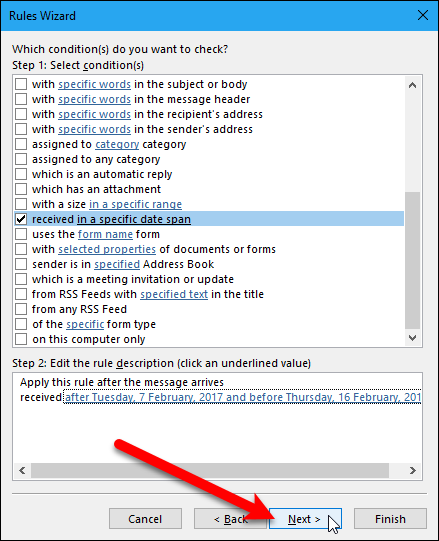 Rules Wizard
Which condition(s) do you want to check?
Step 1: Select condition(s)
with specific words in the subject or body
with specific words in the message header
with specific words in the recipient's address
with specific words in the sender's address
assigned to category category
assigned to any category
which is an automatic reply
which has an attachment
with a size in a specific range
received in a specific date span
uses the form name form
with selected properties of documents or forms
sender is in specified Address Book
which is a meeting invitation or update
from RSS Feeds with specified text in the title
from any RSS Feed
of the specific form type
on this computer only
Step 2: Edit the rule description (click an underlined value)
Apply this rule after the message arrives
received after Tuesday, 7 February, 2017 and before Thursday, 16 February, 201
Cancel
< Back
Next >
Finish